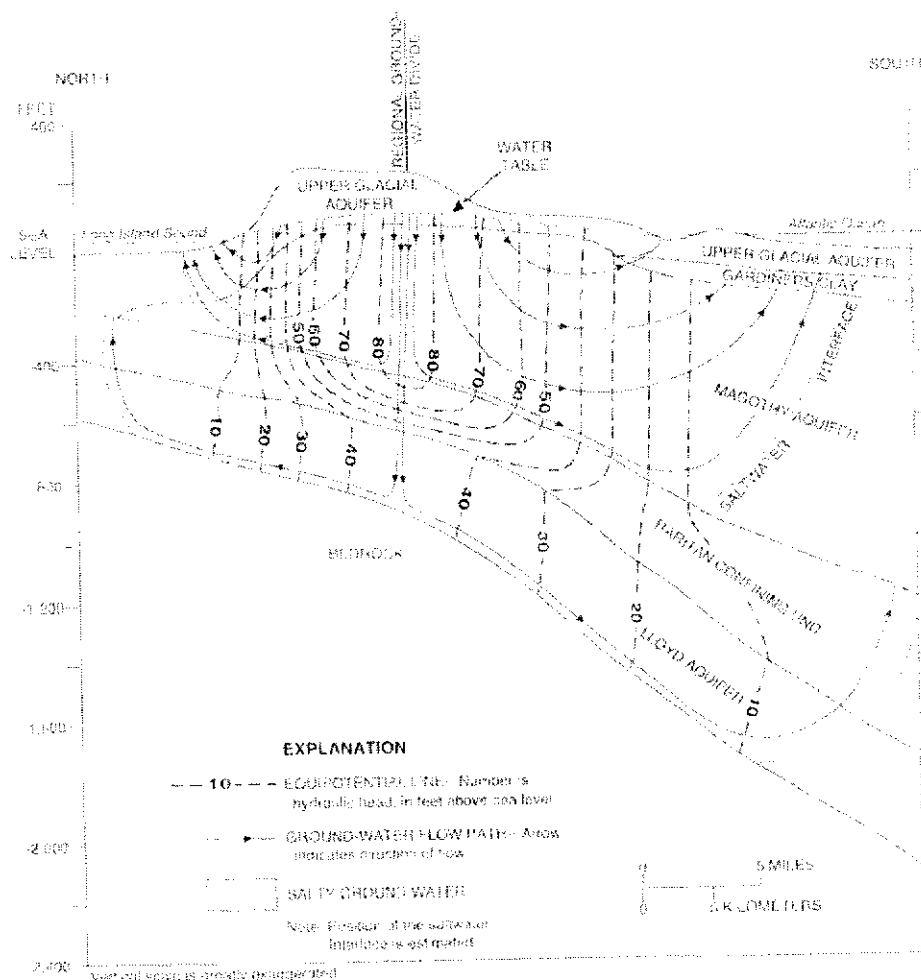 NORTH
SOUTH
FEET
400
REGIONAL GROUND-
WATER DIVIDE
WATER
TABLE
UPPER GLACIAL
AQUIFER
SEA
LEVEL
Long Island Sound
Atlantic Ocean
UPPER GLACIAL AQUIFER
GARDINERS CLAY
INTERFACE
SALTWATER
MAGOTHY AQUIFER
-400
50
60
70
80
80
70
60
50
10
20
30
40
40
30
20
10
800
BEDROCK
RARITAN CONFINING UNIT
LLOYD AQUIFER
-1,200
1,600
-2,000
2,400
EXPLANATION
— — 10 — — — EQUIPOTENTIAL LINE - Number is
hydraulic head, in feet above sea level
GROUND-WATER FLOW PATH - Arrow
indicates direction of flow
SALTY GROUND WATER
Note: Position of the saltwater
interface is estimated
0 5 MILES
0 5 KILOMETERS
Vertical scale is greatly exaggerated